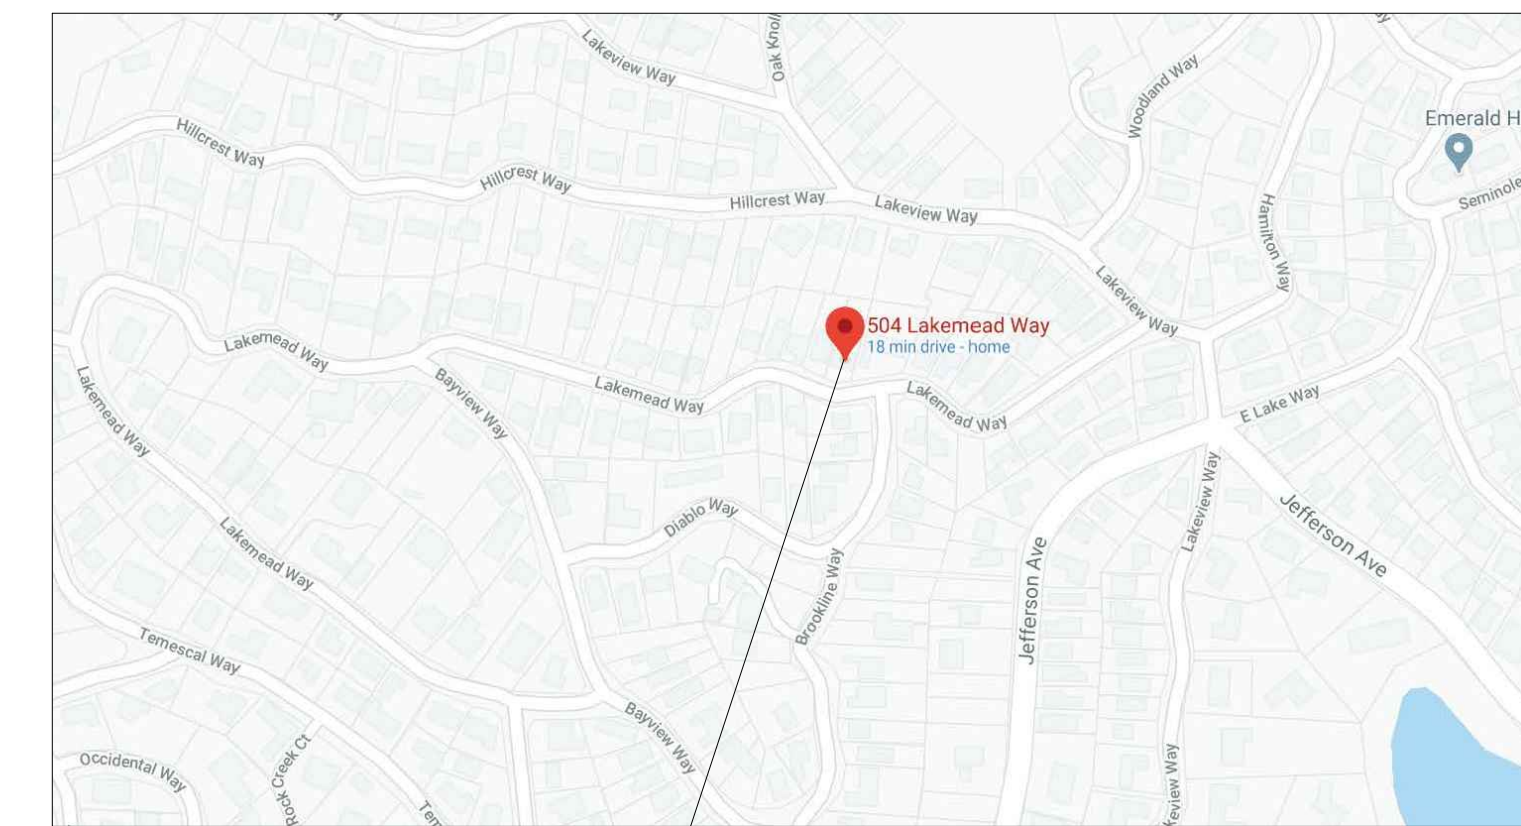 Lakeview Way
Oak Knoll
Woodland Way
Emerald H
Hillcrest Way
Hillcrest Way
Hillcrest Way
Lakeview Way
Seminole
Hamilton Way
Lakeview Way
504 Lakemead Way
18 min drive - home
Lakemead Way
Lakemead Way
Bayview Way
Lakemead Way
Lakemead Way
E Lake Way
Diablo Way
Lakeview Way
Jefferson Ave
Lakemead Way
Brookline Way
Jefferson Ave
Temescal Way
Bayview Way
Occidental Way
Rock Creek Ct
Tem
keview Way